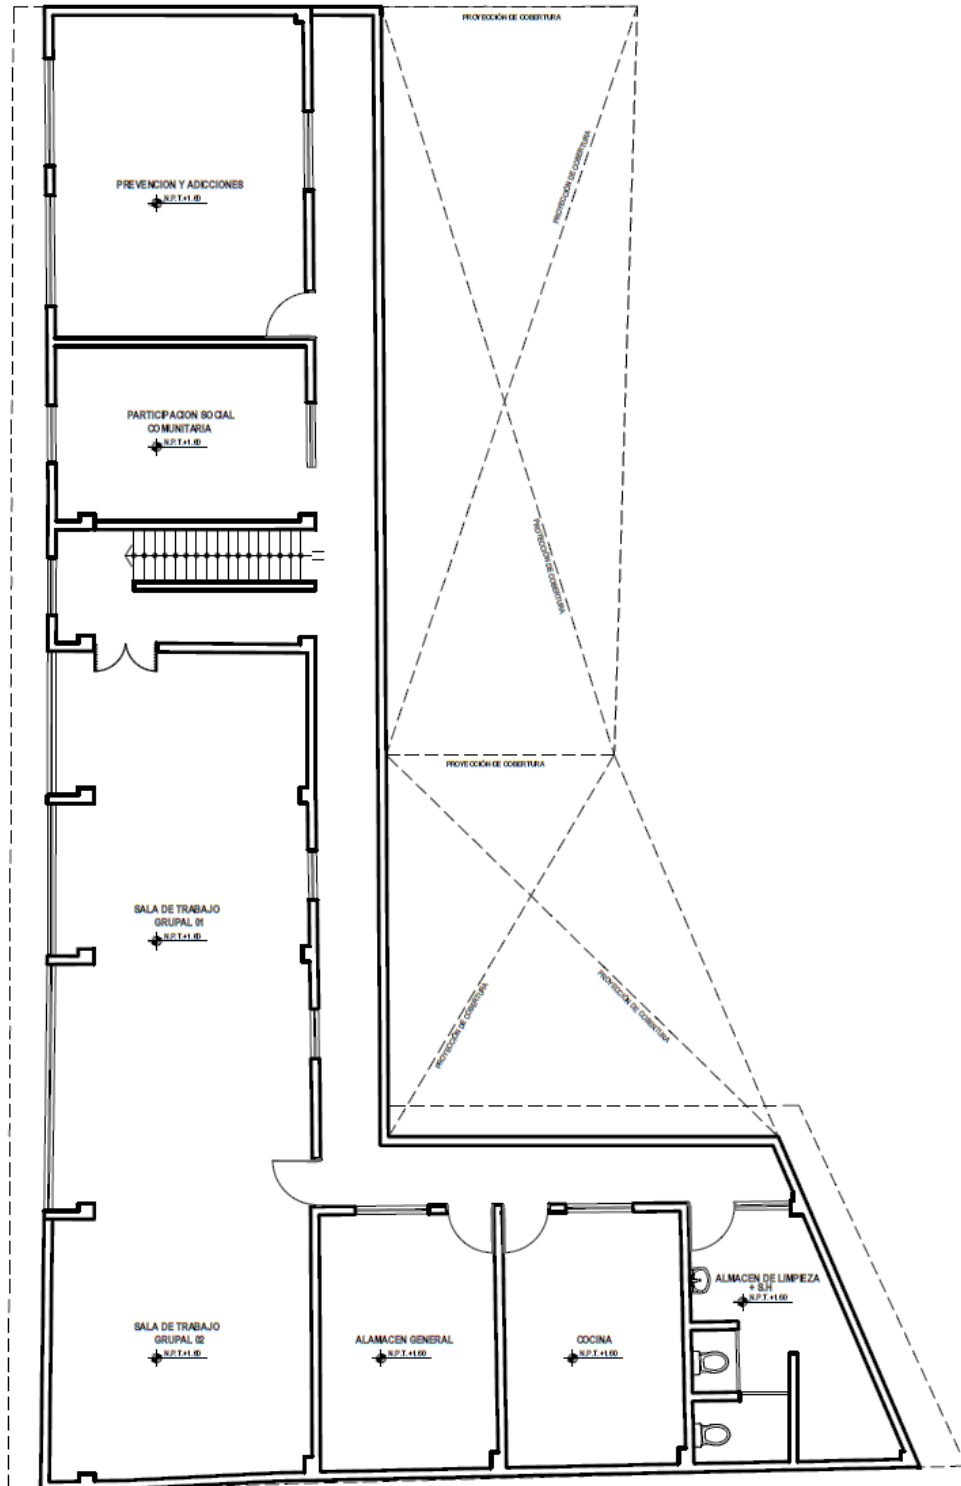 PROYECCIÓN DE COBERTURA
PROYECCIÓN DE COBERTURA
PREVENCION Y ADICCIONES
N.P.T.+1.60
PARTICIPACION SOCIAL
COMUNITARIA
N.P.T.+1.60
PROYECCIÓN DE COBERTURA
PROYECCIÓN DE COBERTURA
SALA DE TRABAJO
GRUPAL 01
N.P.T.+1.60
PROYECCIÓN DE COBERTURA
PROYECCIÓN DE COBERTURA
ALMACEN DE LIMPIEZA
+ S.H
N.P.T.+1.60
SALA DE TRABAJO
GRUPAL 02
N.P.T.+1.60
ALAMACEN GENERAL
N.P.T.+1.60
COCINA
N.P.T.+1.60